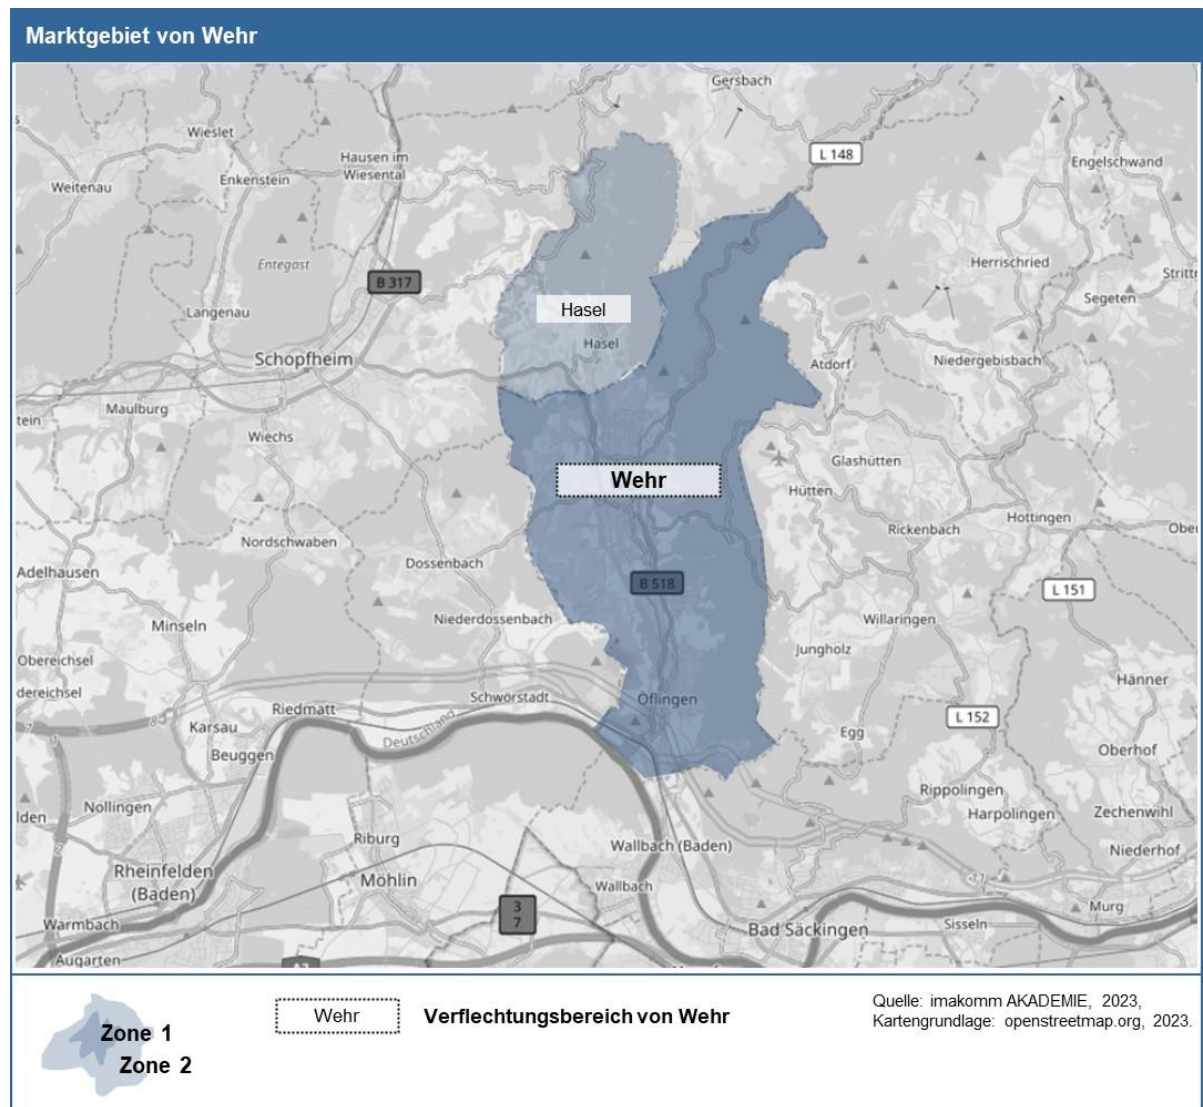 Marktgebiet von Wehr
Gersbach
Wieslet
L 148
Hausen im
Wiesental
Engelschwand
Weitenau
Enkenstein
Entegast
Herrischried
B 317
Segeten
Langenau
Hasel
Hasel
Schopfheim
Atdorf
Niedergebisbach
Maulburg
Wiechs
Glashütten
Wehr
Hütten
Hottingen
Rickenbach
Nordschwaben
Dossenbach
Adelhausen
B 518
L 151
Minseln
Niederdossenbach
Willaringen
Jungholz
Obereichsel
Hänner
Schwörstadt
Öflingen
Riedmatt
L 152
Karsau
Deutschland
Egg
Beuggen
Oberhof
Rippolingen
Nollingen
Harpolingen
Zechenwihl
Riburg
Wallbach (Baden)
Niederhof
Rheinfelden
(Baden)
Möhlin
Wallbach
Murg
3
7
Warmbach
Bad Säckingen
Sisseln
Augarten
Zone 1
Zone 2
Wehr
Verflechtungsbereich von Wehr
Quelle: imakomm AKADEMIE, 2023,
Kartengrundlage: openstreetmap.org, 2023.